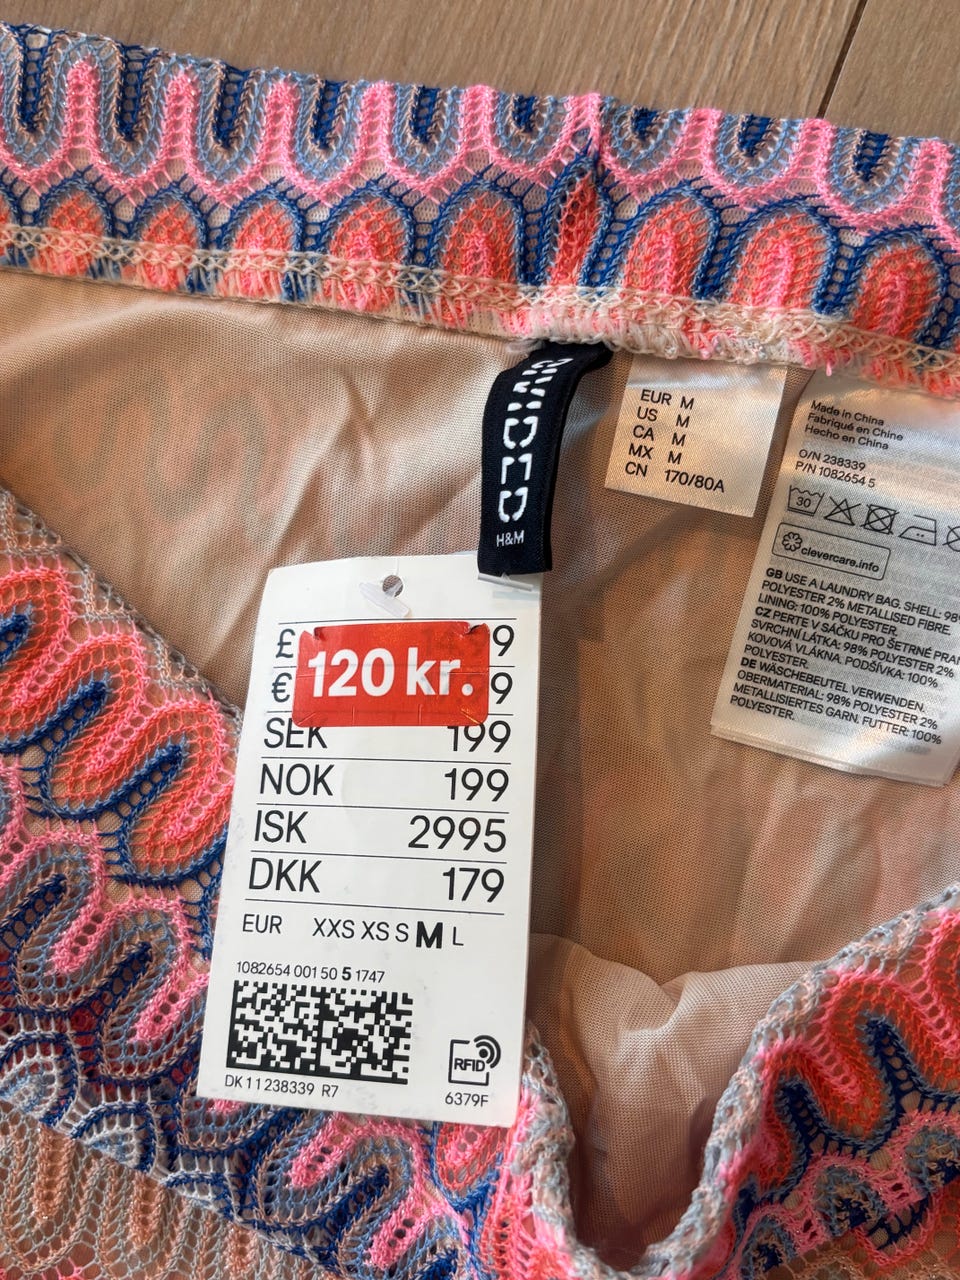 DIVIDED
H&M
EUR M
US M
CA M
MX M
CN 170/80A
Made in China
Fabriqué en Chine
Hecho en China
O/N 238339
P/N 1082654 5
30
clevercare.info
GB USE A LAUNDRY BAG. SHELL: 98%
POLYESTER 2% METALLISED FIBRE.
LINING: 100% POLYESTER.
CZ PERTE V SÁČKU PRO ŠETRNÉ PRAN
SVRCHNÍ LÁTKA: 98% POLYESTER 2%
KOVOVÁ VLÁKNA. PODŠÍVKA: 100%
POLYESTER.
DE WÄSCHEBEUTEL VERWENDEN.
OBERMATERIAL: 98% POLYESTER 2%
METALLISIERTES GARN. FUTTER: 100%
POLYESTER.
£ 9
€ 9
120 kr.
SEK 199
NOK 199
ISK 2995
DKK 179
EUR XXS XS S M L
1082654 001 50 5 1747
RFID
DK 11 238339 R7
6379F